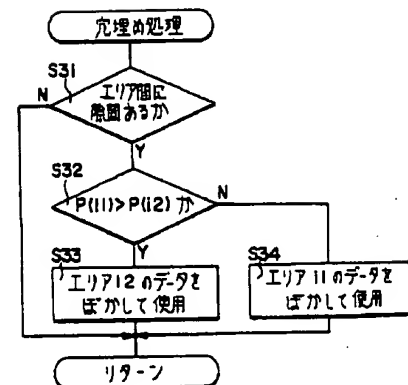 穴埋め処理
S31
エリア間に
隙間あるか
N
Y
S32
P(i1)>P(i2)か
N
Y
S33
エリアi2のデータを
ぼかして使用
S34
エリアi1のデータを
ぼかして使用
リターン